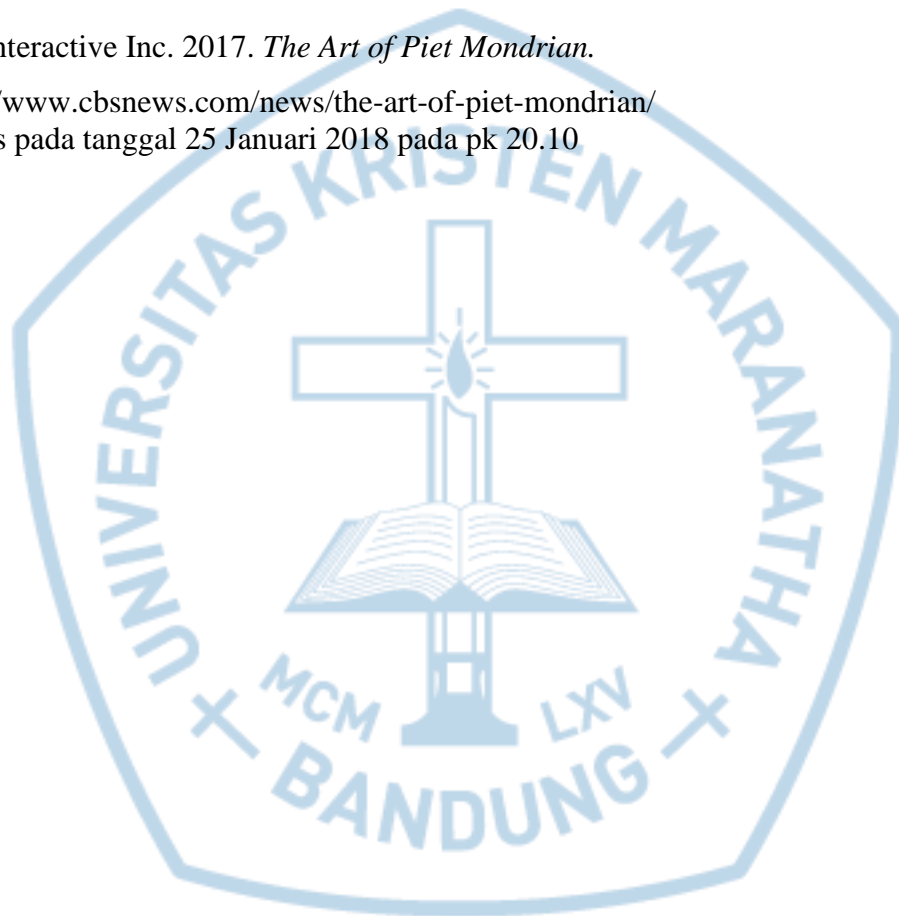 nteractive Inc. 2017. The Art of Piet Mondrian.
/www.cbsnews.com/news/the-art-of-piet-mondrian/
s pada tanggal 25 Januari 2018 pada pk 20.10
UNIVERSITAS KRISTEN MARANATHA
MCM LXV
BANDUNG